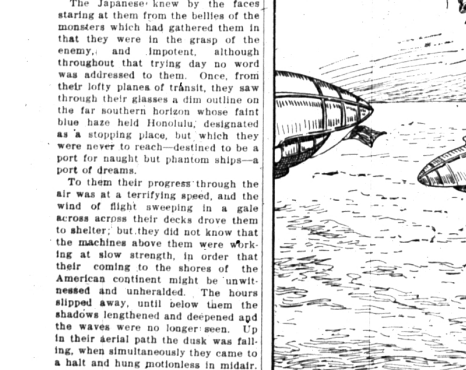 The Japanese knew by the faces
staring at them from the bellies of the
monsters which had gathered them in
that they were in the grasp of the
enemy, and impotent, although
throughout that trying day no word
was addressed to them. Once, from
their lofty planes of transit, they saw
through their glasses a dim outline on
the far southern horizon whose faint
blue haze held Honolulu, designated
as a stopping place, but which they
were never to reach—destined to be a
port for naught but phantom ships—a
port of dreams.
To them their progress through the
air was at a terrifying speed, and the
wind of flight sweeping in a gale
across across their decks drove them
to shelter; but they did not know that
the machines above them were work-
ing at slow strength, in order that
their coming to the shores of the
American continent might be unwit-
nessed and unheralded. The hours
slipped away, until below them the
shadows lengthened and deepened and
the waves were no longer seen. Up
in their aerial path the dusk was fall-
ing, when simultaneously they came to
a halt and hung motionless in midair.